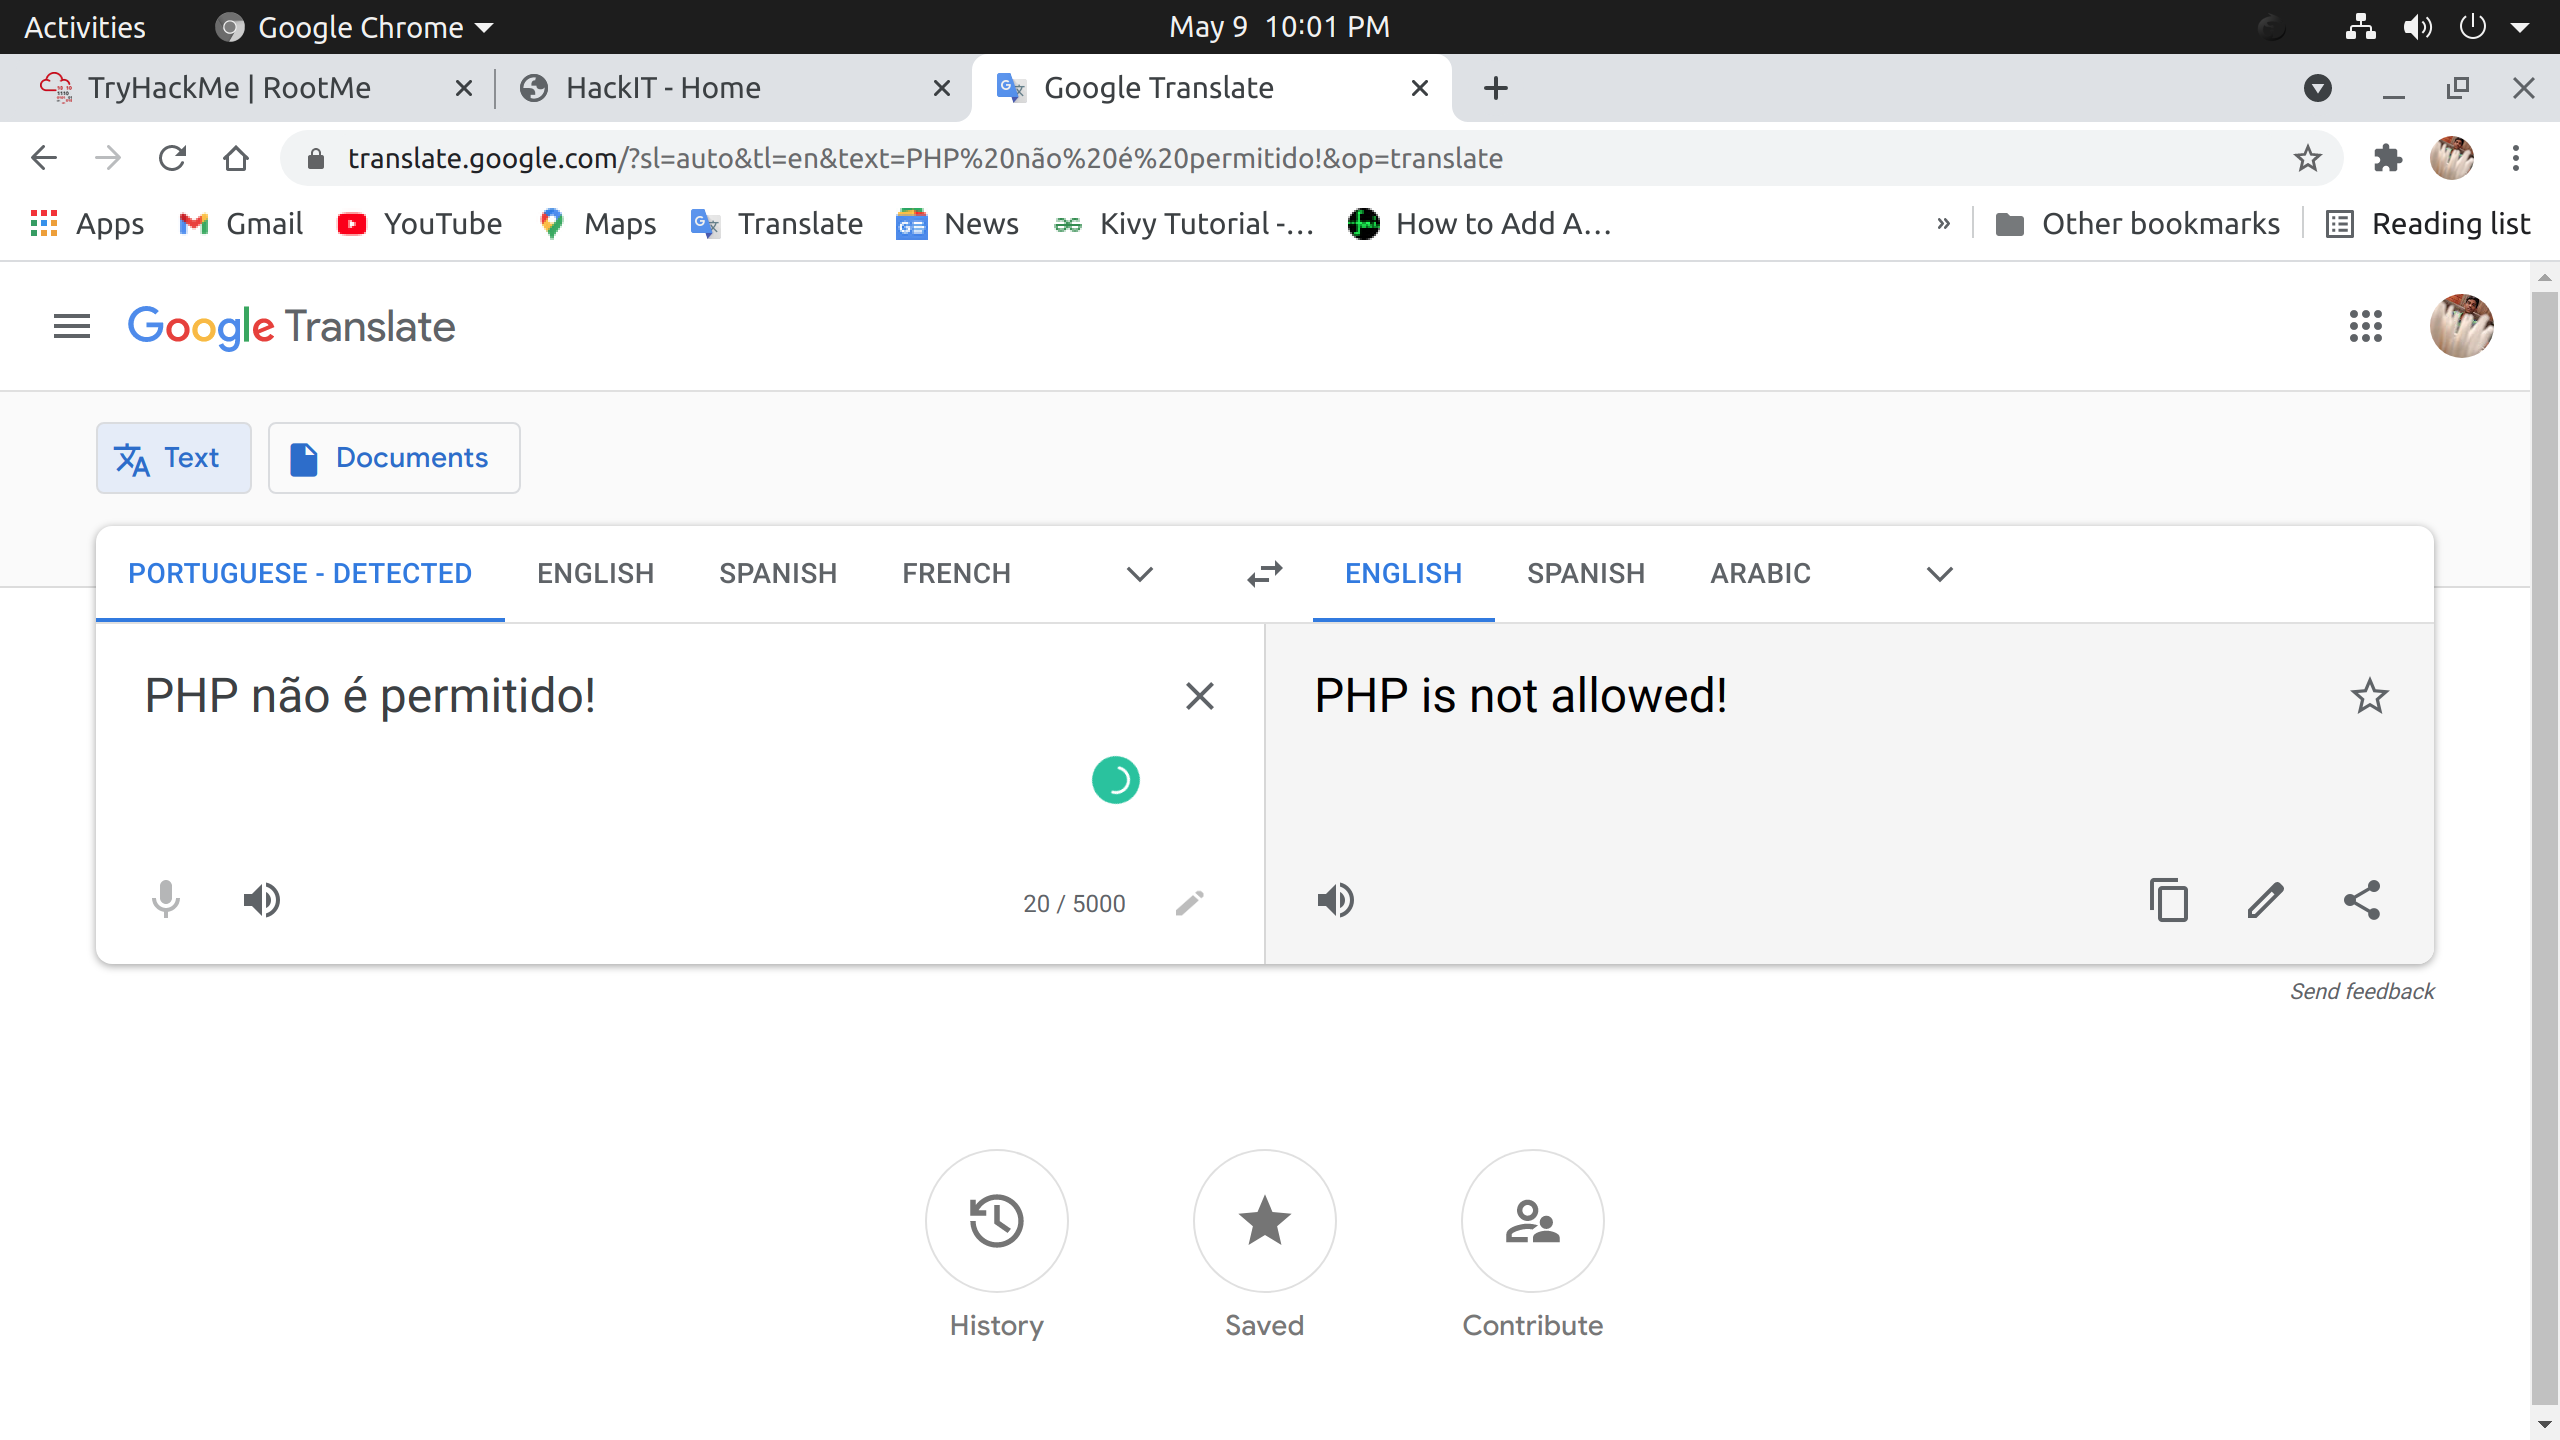 Activities Google Chrome May 9 10:01 PM
TryHackMe | RootMe HackIT - Home Google Translate
translate.google.com/?sl=auto&tl=en&text=PHP%20não%20é%20permitido!&op=translate
Apps Gmail YouTube Maps Translate News Kivy Tutorial -... How to Add A... » Other bookmarks Reading list
Google Translate
Text Documents
PORTUGUESE - DETECTED ENGLISH SPANISH FRENCH ENGLISH SPANISH ARABIC
PHP não é permitido! PHP is not allowed!
20 / 5000
Send feedback
History Saved Contribute